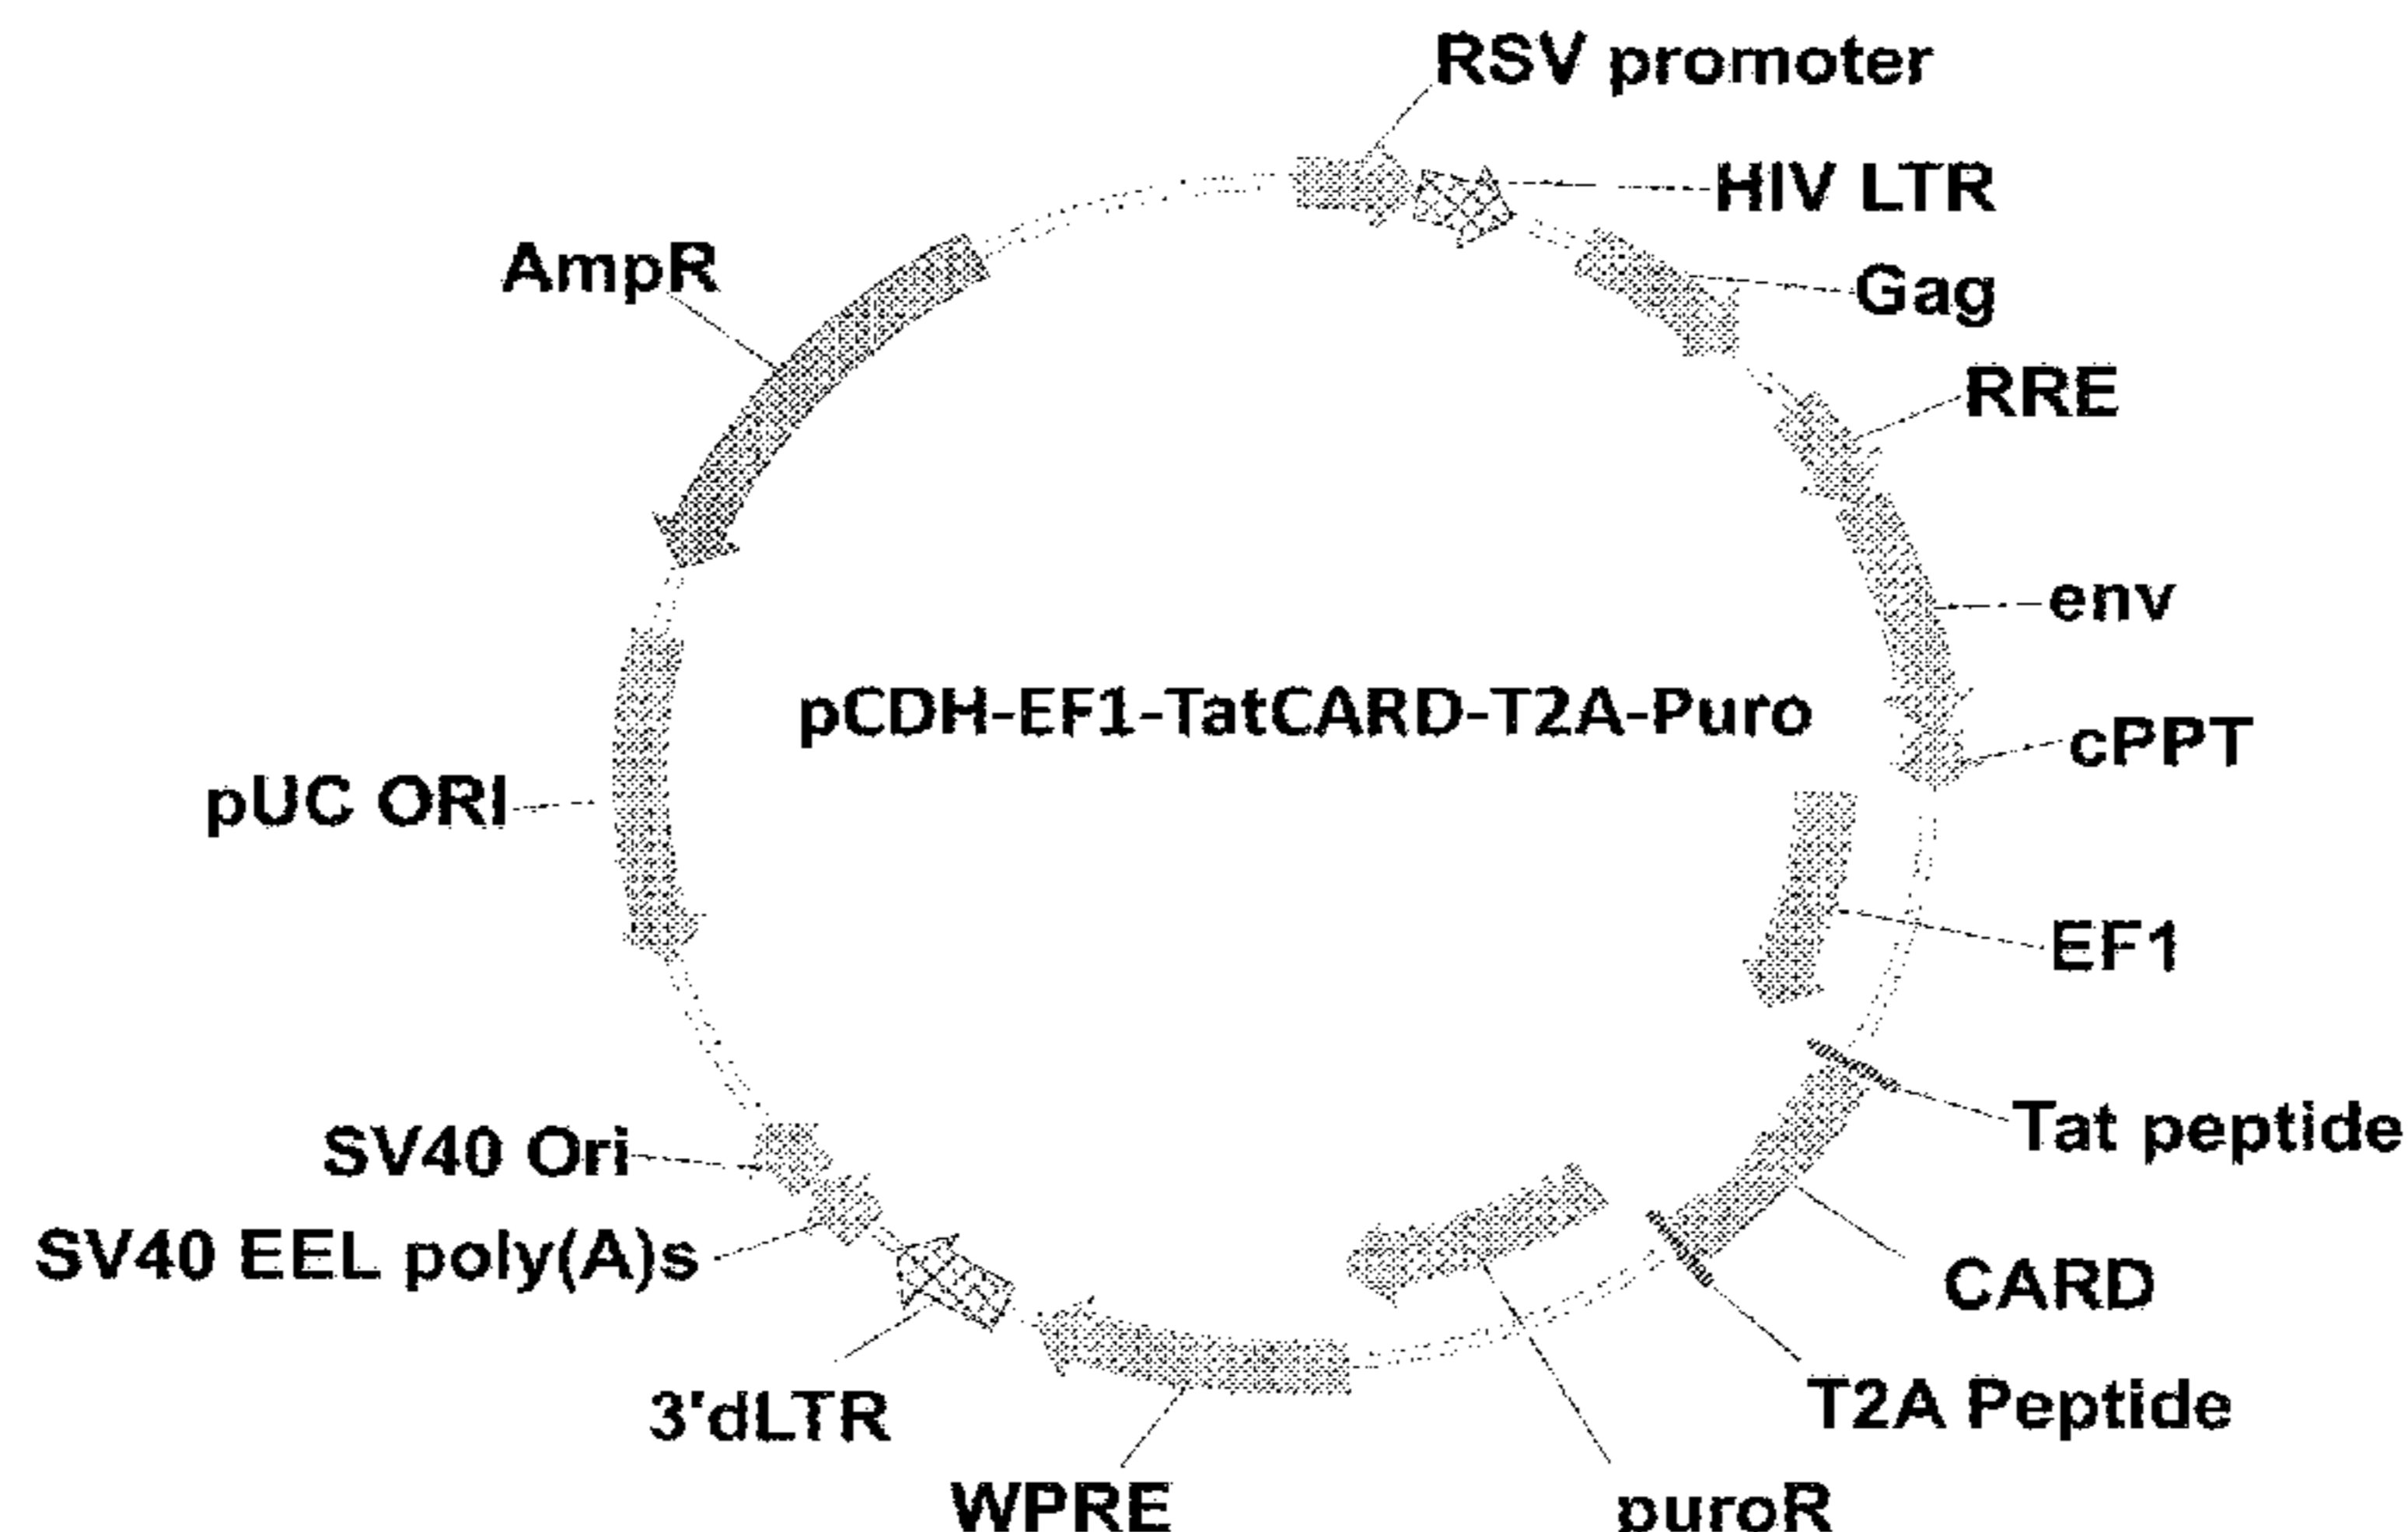 RSV promoter
HIV LTR
AmpR
Gag
RRE
env
pCDH-EF1-TatCARD-T2A-Puro
cPPT
pUC ORI
EF1
Tat peptide
SV40 Ori
SV40 EEL poly(A)s
CARD
3'dLTR
T2A Peptide
WPRE
puroR